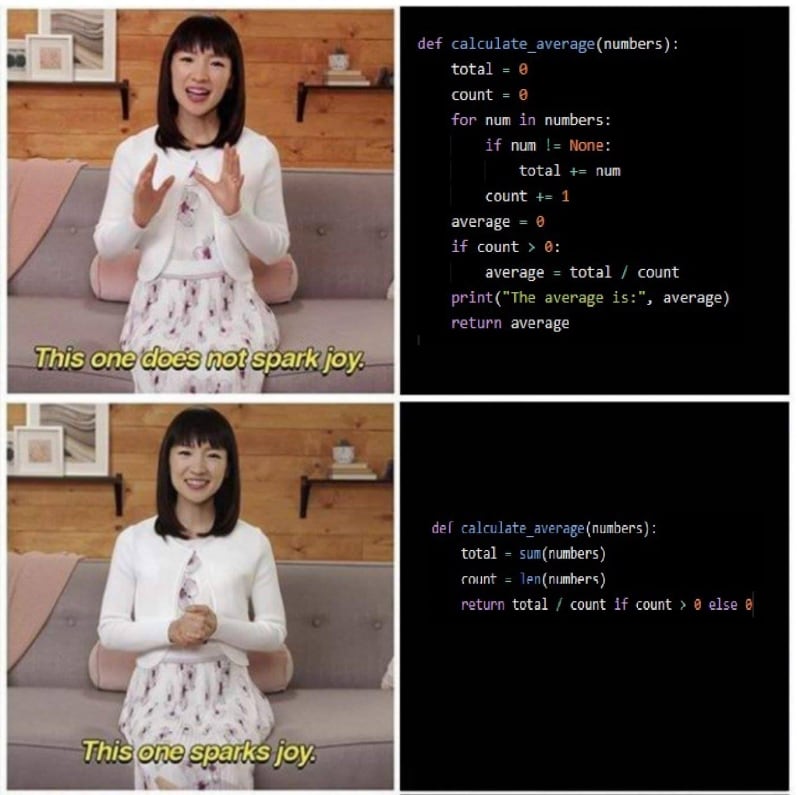 def calculate_average(numbers):
    total = 0
    count = 0
    for num in numbers:
        if num != None:
            total += num
        count += 1
    average = 0
    if count > 0:
        average = total / count
    print("The average is:", average)
    return average
This one does not spark joy.
def calculate_average(numbers):
    total = sum(numbers)
    count = len(numbers)
    return total / count if count > 0 else 0
This one sparks joy.